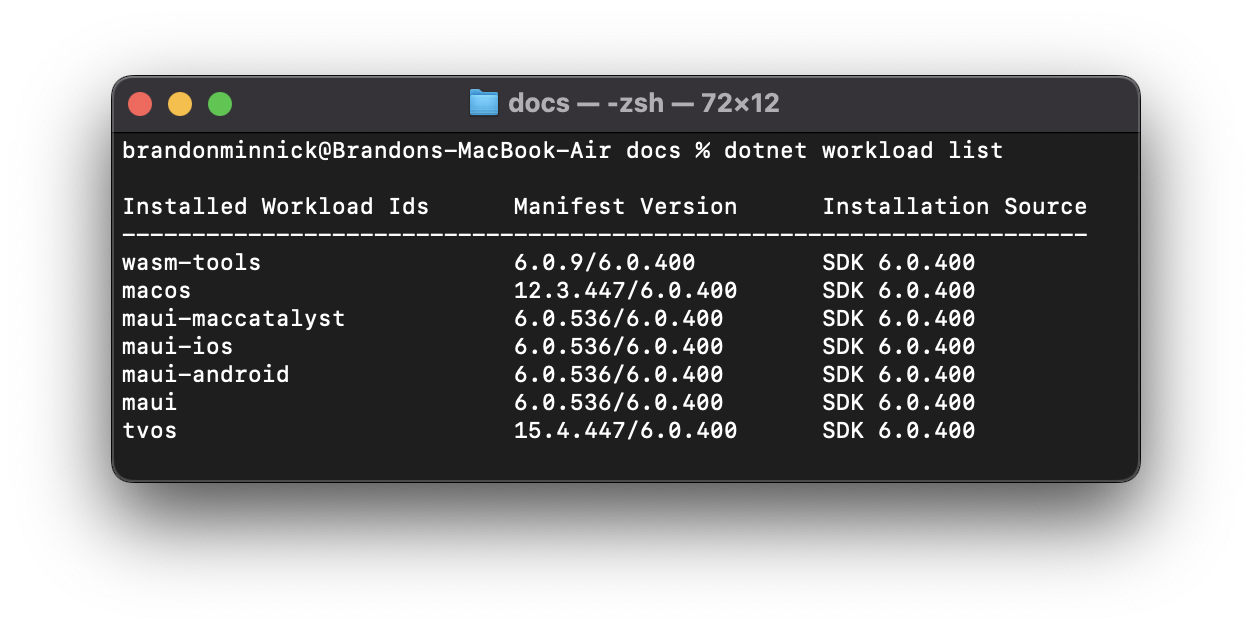 docs — -zsh — 72×12
brandonminnick@Brandons-MacBook-Air docs % dotnet workload list
Installed Workload Ids      Manifest Version      Installation Source
---------------------------------------------------------------------
wasm-tools                  6.0.9/6.0.400         SDK 6.0.400
macos                       12.3.447/6.0.400      SDK 6.0.400
maui-maccatalyst            6.0.536/6.0.400       SDK 6.0.400
maui-ios                    6.0.536/6.0.400       SDK 6.0.400
maui-android                6.0.536/6.0.400       SDK 6.0.400
maui                        6.0.536/6.0.400       SDK 6.0.400
tvos                        15.4.447/6.0.400      SDK 6.0.400